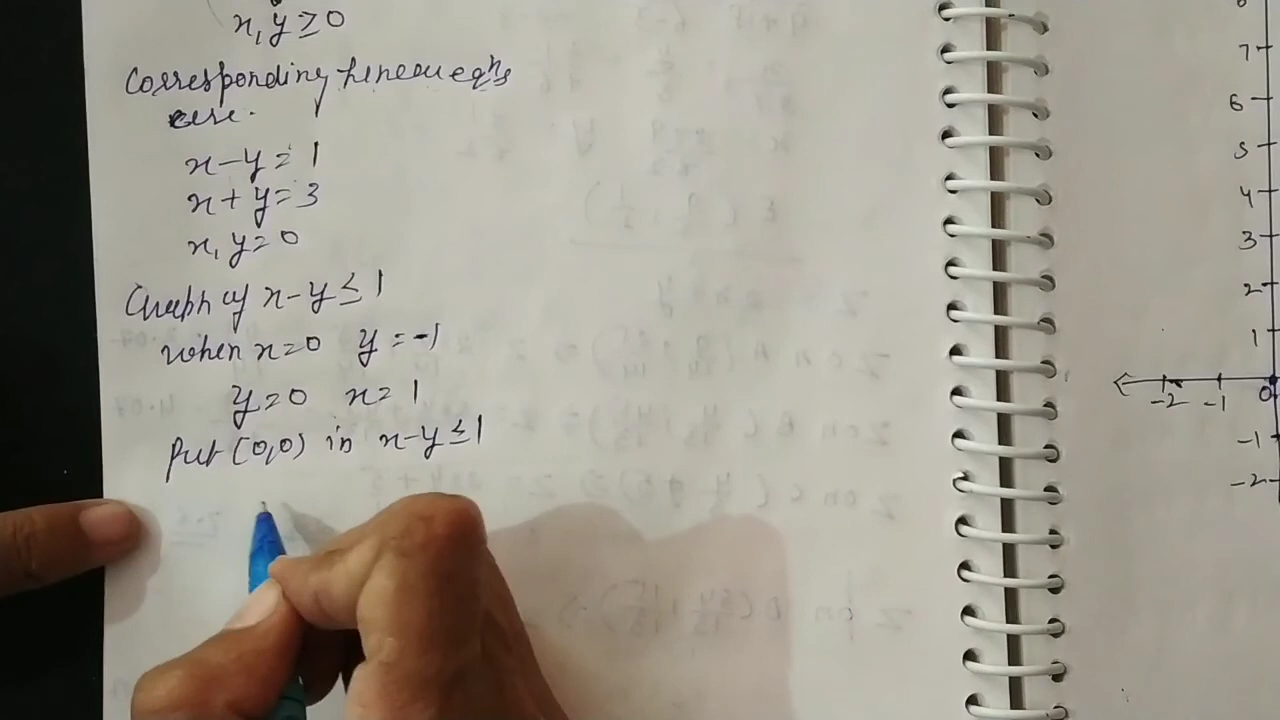 x, y ≥ 0
Corresponding linear eqns
are.
x - y = 1
x + y = 3
x, y = 0
Graph of x - y ≤ 1
when x = 0 y = -1
y = 0 x = 1
Put (0,0) in x - y ≤ 1
7
6
5
4
3
2
1
-2 -1 0
-1
-2